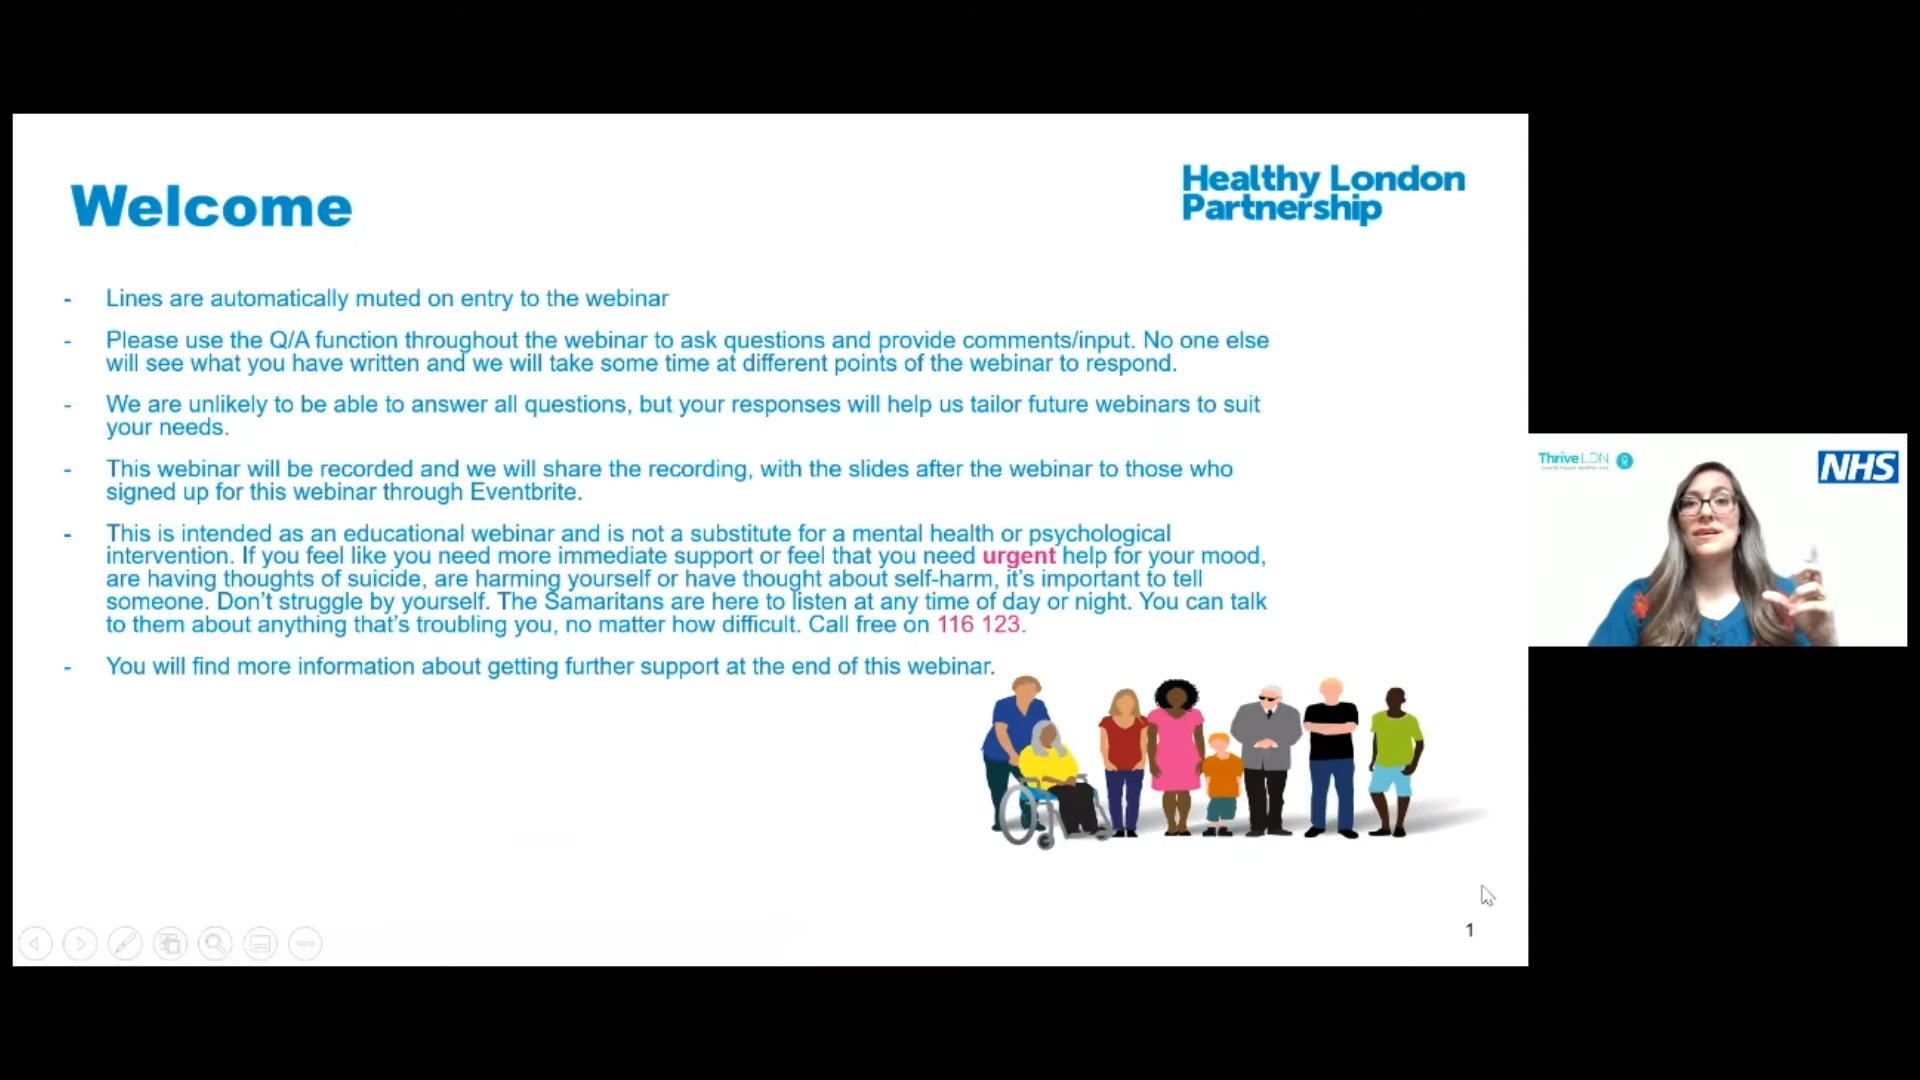 Welcome
Healthy London
Partnership
- Lines are automatically muted on entry to the webinar
- Please use the Q/A function throughout the webinar to ask questions and provide comments/input. No one else
will see what you have written and we will take some time at different points of the webinar to respond.
- We are unlikely to be able to answer all questions, but your responses will help us tailor future webinars to suit
your needs.
- This webinar will be recorded and we will share the recording, with the slides after the webinar to those who
signed up for this webinar through Eventbrite.
- This is intended as an educational webinar and is not a substitute for a mental health or psychological
intervention. If you feel like you need more immediate support or feel that you need urgent help for your mood,
are having thoughts of suicide, are harming yourself or have thought about self-harm, it's important to tell
someone. Don't struggle by yourself. The Samaritans are here to listen at any time of day or night. You can talk
to them about anything that's troubling you, no matter how difficult. Call free on 116 123.
- You will find more information about getting further support at the end of this webinar.
1
Thrive LDN
NHS